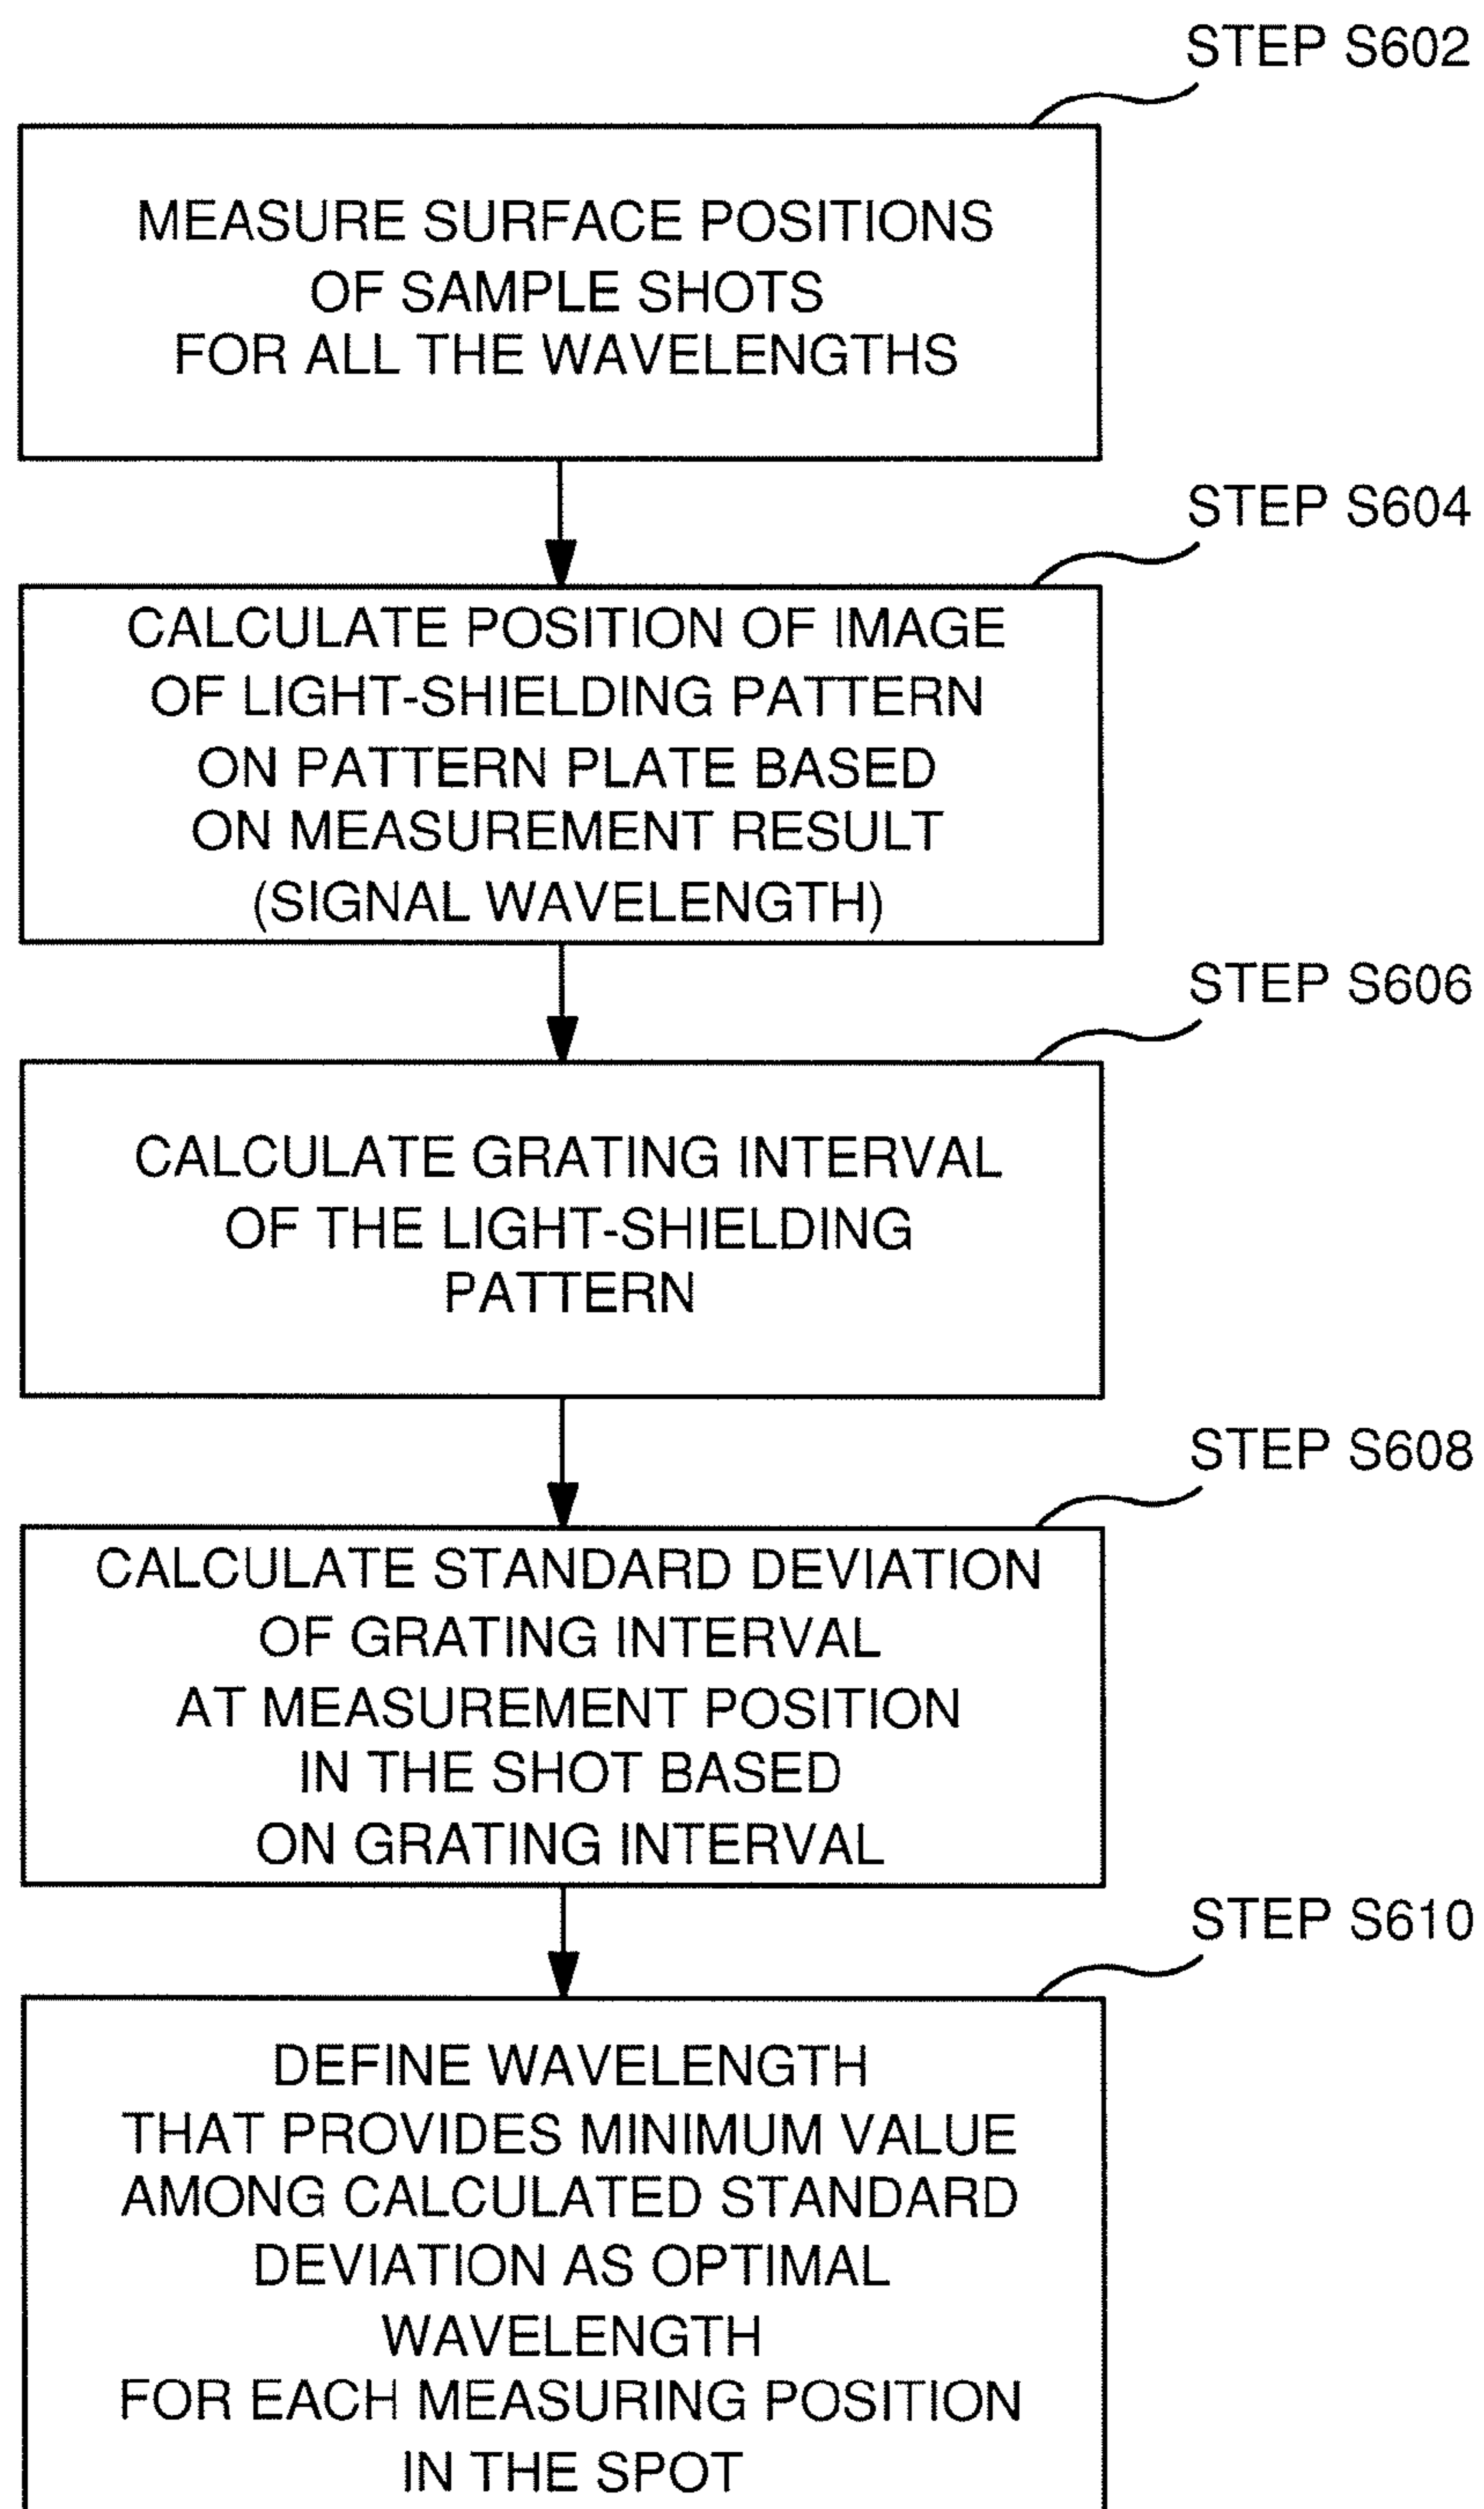 STEP S602
MEASURE SURFACE POSITIONS
OF SAMPLE SHOTS
FOR ALL THE WAVELENGTHS
STEP S604
CALCULATE POSITION OF IMAGE
OF LIGHT-SHIELDING PATTERN
ON PATTERN PLATE BASED
ON MEASUREMENT RESULT
(SIGNAL WAVELENGTH)
STEP S606
CALCULATE GRATING INTERVAL
OF THE LIGHT-SHIELDING
PATTERN
STEP S608
CALCULATE STANDARD DEVIATION
OF GRATING INTERVAL
AT MEASUREMENT POSITION
IN THE SHOT BASED
ON GRATING INTERVAL
STEP S610
DEFINE WAVELENGTH
THAT PROVIDES MINIMUM VALUE
AMONG CALCULATED STANDARD
DEVIATION AS OPTIMAL
WAVELENGTH
FOR EACH MEASURING POSITION
IN THE SPOT